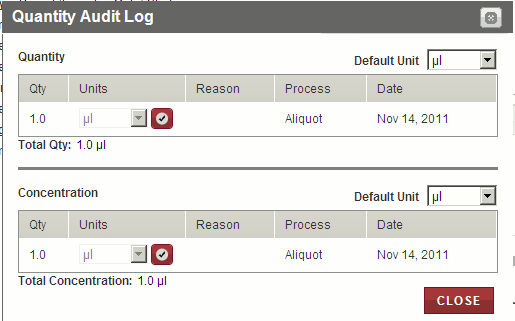 Quantity Audit Log
Quantity
Default Unit µl
Qty Units Reason Process Date
1.0 µl Aliquot Nov 14, 2011
Total Qty: 1.0 µl
Concentration
Default Unit µl
Qty Units Reason Process Date
1.0 µl Aliquot Nov 14, 2011
Total Concentration: 1.0 µl
CLOSE